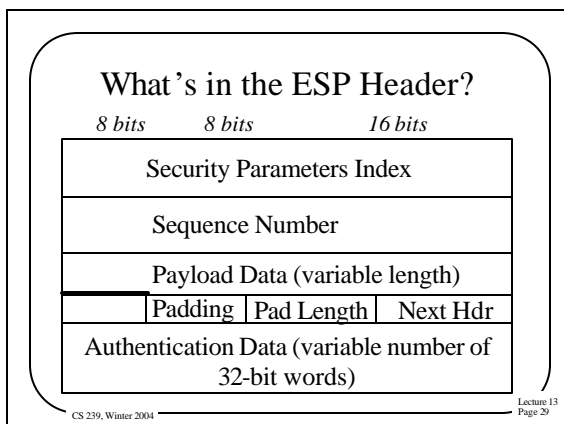 What's in the ESP Header?
8 bits 8 bits 16 bits
Security Parameters Index
Sequence Number
Payload Data (variable length)
Padding Pad Length Next Hdr
Authentication Data (variable number of
32-bit words)
CS 239, Winter 2004
Lecture 13
Page 29